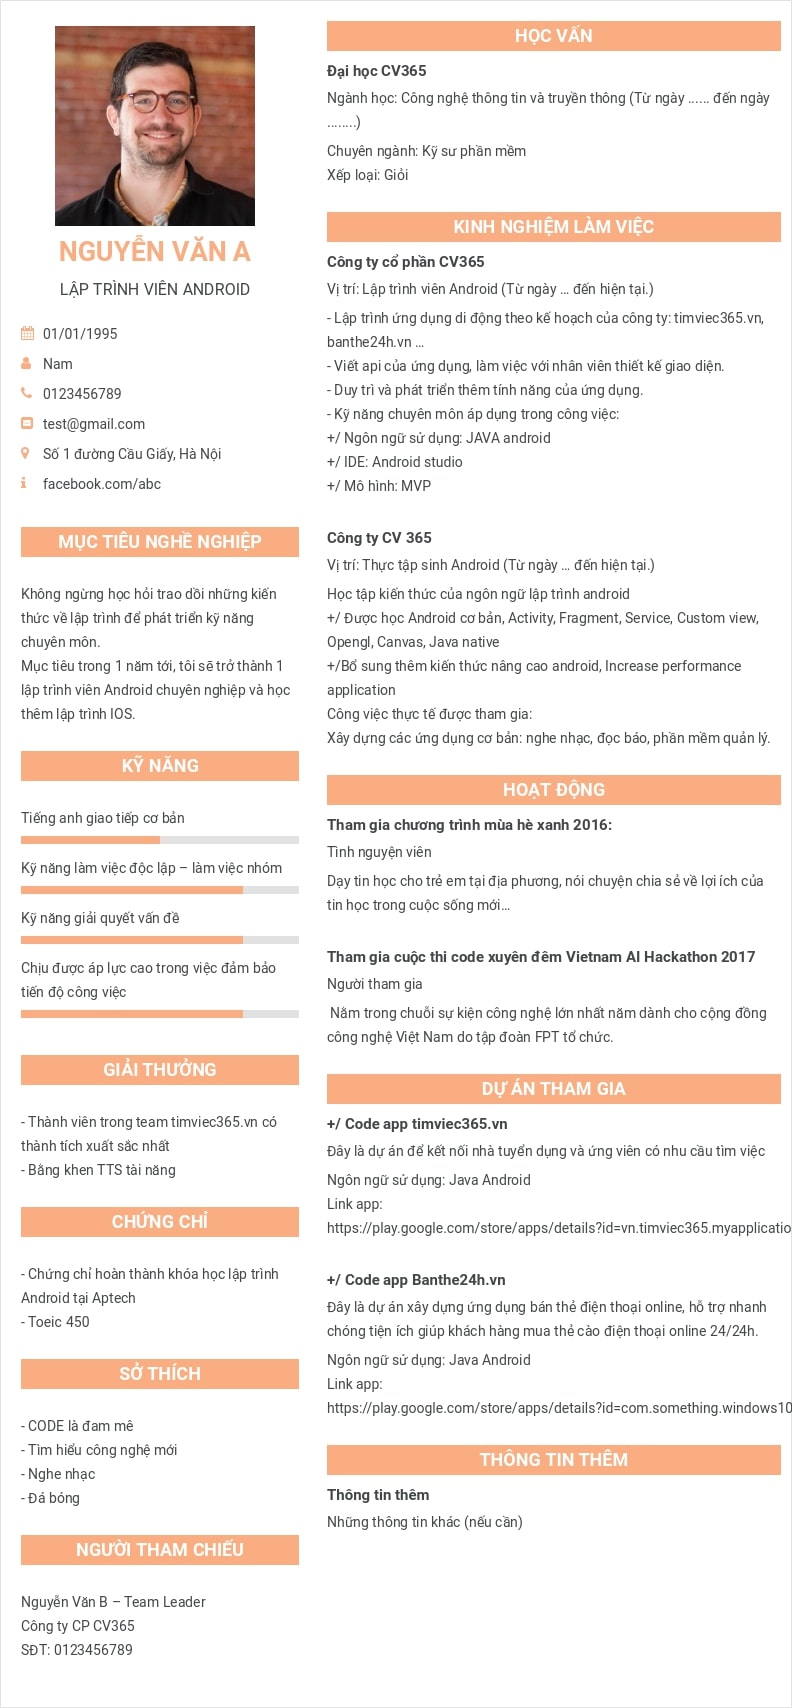 NGUYỄN VĂN A
LẬP TRÌNH VIÊN ANDROID
01/01/1995
Nam
0123456789
test@gmail.com
Số 1 đường Cầu Giấy, Hà Nội
facebook.com/abc
MỤC TIÊU NGHỀ NGHIỆP
Không ngừng học hỏi trao dồi những kiến
thức về lập trình để phát triển kỹ năng
chuyên môn.
Mục tiêu trong 1 năm tới, tôi sẽ trở thành 1
lập trình viên Android chuyên nghiệp và học
thêm lập trình IOS.
KỸ NĂNG
Tiếng anh giao tiếp cơ bản
Kỹ năng làm việc độc lập – làm việc nhóm
Kỹ năng giải quyết vấn đề
Chịu được áp lực cao trong việc đảm bảo
tiến độ công việc
GIẢI THƯỞNG
- Thành viên trong team timviec365.vn có
thành tích xuất sắc nhất
- Bằng khen TTS tài năng
CHỨNG CHỈ
- Chứng chỉ hoàn thành khóa học lập trình
Android tại Aptech
- Toeic 450
SỞ THÍCH
- CODE là đam mê
- Tìm hiểu công nghệ mới
- Nghe nhạc
- Đá bóng
NGƯỜI THAM CHIẾU
Nguyễn Văn B – Team Leader
Công ty CP CV365
SĐT: 0123456789
HỌC VẤN
Đại học CV365
Ngành học: Công nghệ thông tin và truyền thông (Từ ngày ...... đến ngày
........)
Chuyên ngành: Kỹ sư phần mềm
Xếp loại: Giỏi
KINH NGHIỆM LÀM VIỆC
Công ty cổ phần CV365
Vị trí: Lập trình viên Android (Từ ngày ... đến hiện tại.)
- Lập trình ứng dụng di động theo kế hoạch của công ty: timviec365.vn,
banthe24h.vn ...
- Viết api của ứng dụng, làm việc với nhân viên thiết kế giao diện.
- Duy trì và phát triển thêm tính năng của ứng dụng.
- Kỹ năng chuyên môn áp dụng trong công việc:
+/ Ngôn ngữ sử dụng: JAVA android
+/ IDE: Android studio
+/ Mô hình: MVP
Công ty CV 365
Vị trí: Thực tập sinh Android (Từ ngày ... đến hiện tại.)
Học tập kiến thức của ngôn ngữ lập trình android
+/ Được học Android cơ bản, Activity, Fragment, Service, Custom view,
Opengl, Canvas, Java native
+/Bổ sung thêm kiến thức nâng cao android, Increase performance
application
Công việc thực tế được tham gia:
Xây dựng các ứng dụng cơ bản: nghe nhạc, đọc báo, phần mềm quản lý.
HOẠT ĐỘNG
Tham gia chương trình mùa hè xanh 2016:
Tình nguyện viên
Dạy tin học cho trẻ em tại địa phương, nói chuyện chia sẻ về lợi ích của
tin học trong cuộc sống mới...
Tham gia cuộc thi code xuyên đêm Vietnam AI Hackathon 2017
Người tham gia
Nằm trong chuỗi sự kiện công nghệ lớn nhất năm dành cho cộng đồng
công nghệ Việt Nam do tập đoàn FPT tổ chức.
DỰ ÁN THAM GIA
+/ Code app timviec365.vn
Đây là dự án để kết nối nhà tuyển dụng và ứng viên có nhu cầu tìm việc
Ngôn ngữ sử dụng: Java Android
Link app:
https://play.google.com/store/apps/details?id=vn.timviec365.myapplicatio
+/ Code app Banthe24h.vn
Đây là dự án xây dựng ứng dụng bán thẻ điện thoại online, hỗ trợ nhanh
chóng tiện ích giúp khách hàng mua thẻ cào điện thoại online 24/24h.
Ngôn ngữ sử dụng: Java Android
Link app:
https://play.google.com/store/apps/details?id=com.something.windows10
THÔNG TIN THÊM
Thông tin thêm
Những thông tin khác (nếu cần)